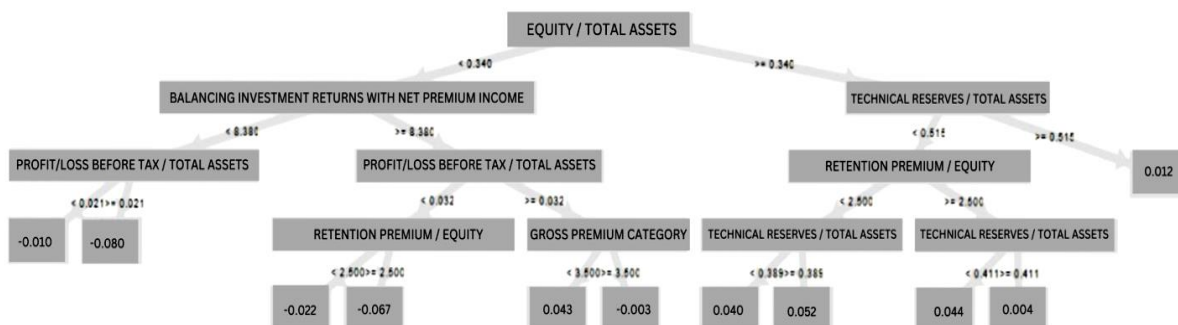 EQUITY / TOTAL ASSETS
< 0.340
>= 0.340
BALANCING INVESTMENT RETURNS WITH NET PREMIUM INCOME
TECHNICAL RESERVES / TOTAL ASSETS
< 8.380
>= 8.380
< 0.515
>= 0.515
PROFIT/LOSS BEFORE TAX / TOTAL ASSETS
PROFIT/LOSS BEFORE TAX / TOTAL ASSETS
RETENTION PREMIUM / EQUITY
0.012
< 0.021>= 0.021
< 0.032
>= 0.032
< 2.500
>= 2.500
-0.010
-0.080
RETENTION PREMIUM / EQUITY
GROSS PREMIUM CATEGORY
TECHNICAL RESERVES / TOTAL ASSETS
TECHNICAL RESERVES / TOTAL ASSETS
< 2.500>= 2.500
< 3.500>= 3.500
< 0.389>= 0.385
< 0.411>= 0.411
-0.022
-0.067
0.043
-0.003
0.040
0.052
0.044
0.004